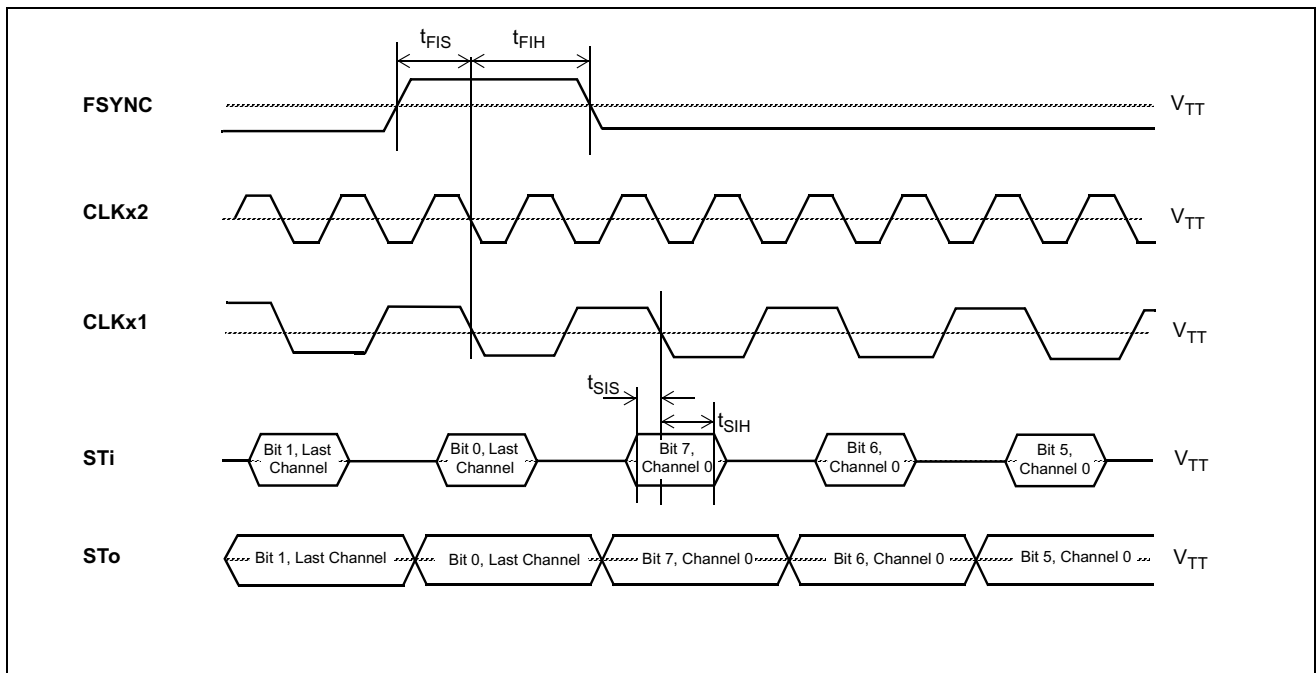 tFIS tFIH
FSYNC VTT
CLKx2 VTT
CLKx1 VTT
tSIS
tSIH
STi Bit 1, Last Channel Bit 0, Last Channel Bit 7, Channel 0 Bit 6, Channel 0 Bit 5, Channel 0 VTT
STo Bit 1, Last Channel Bit 0, Last Channel Bit 7, Channel 0 Bit 6, Channel 0 Bit 5, Channel 0 VTT